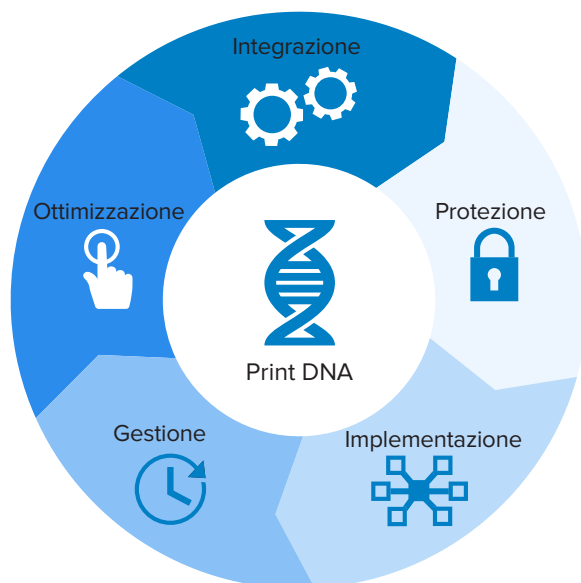 Integrazione
Ottimizzazione
Protezione
Print DNA
Gestione
Implementazione